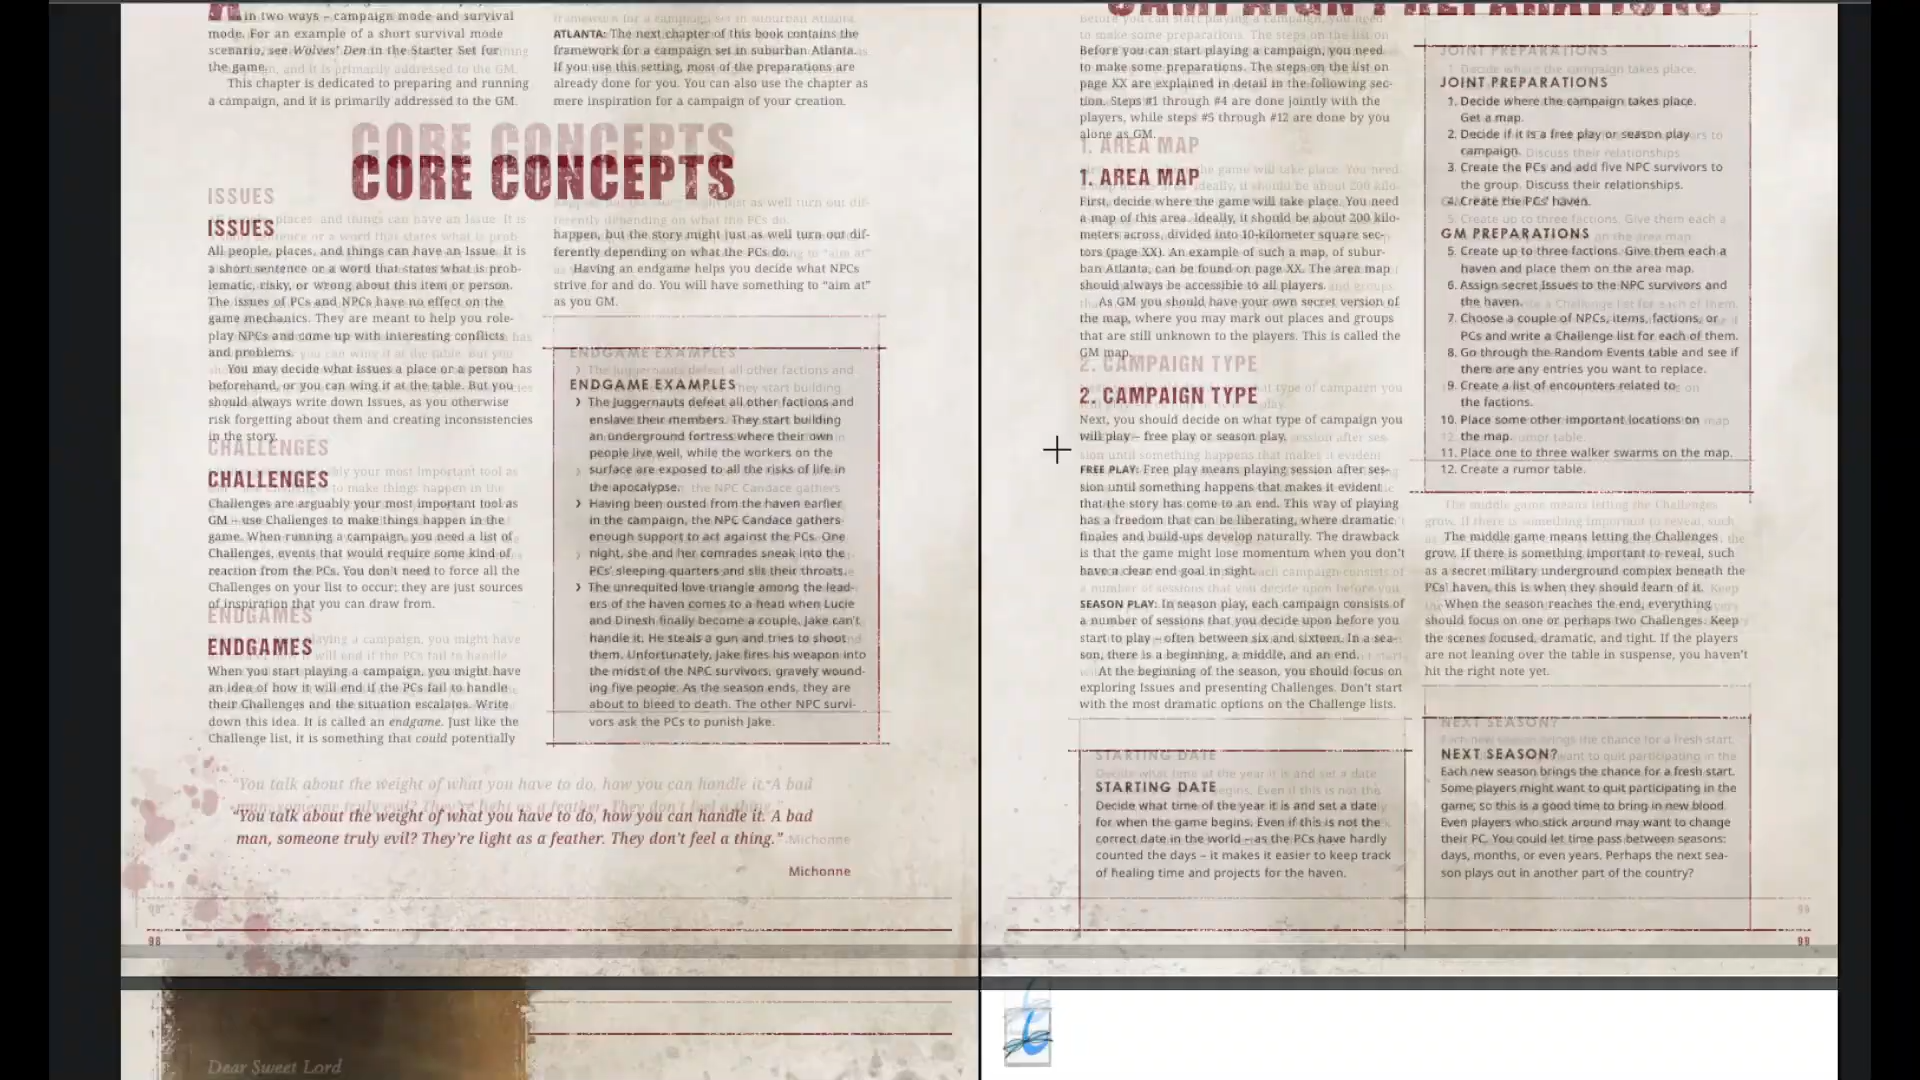 in two ways – campaign mode and survival
mode. For an example of a short survival mode
scenario, see Wolves' Den in the Starter Set for
the game.
This chapter is dedicated to preparing and running
a campaign, and it is primarily addressed to the GM.
ATLANTA: The next chapter of this book contains the
framework for a campaign set in suburban Atlanta.
If you use this setting, most of the preparations are
already done for you. You can also use the chapter as
mere inspiration for a campaign of your creation.
CORE CONCEPTS
ISSUES
All people, places, and things can have an Issue. It is
a short sentence or a word that states what is prob-
lematic, risky, or wrong about this item or person.
The issues of PCs and NPCs have no effect on the
game mechanics. They are meant to help you role-
play NPCs and come up with interesting conflicts
and problems.
You may decide what Issues a place or a person has
beforehand, or you can wing it at the table. But you
should always write down Issues, as you otherwise
risk forgetting about them and creating inconsistencies
in the story.
CHALLENGES
Challenges are arguably your most important tool as
GM – use Challenges to make things happen in the
game. When running a campaign, you need a list of
Challenges, events that would require some kind of
reaction from the PCs. You don't need to force all the
Challenges on your list to occur; they are just sources
of inspiration that you can draw from.
ENDGAMES
When you start playing a campaign, you might have
an idea of how it will end if the PCs fail to handle
their Challenges and the situation escalates. Write
down this idea. It is called an endgame. Just like the
Challenge list, it is something that could potentially
happen, but the story might just as well turn out dif-
ferently depending on what the PCs do.
Having an endgame helps you decide what NPCs
strive for and do. You will have something to “aim at”
as you GM.
ENDGAME EXAMPLES
› The Juggernauts defeat all other factions and
enslave their members. They start building
an underground fortress where their own
people live well, while the workers on the
surface are exposed to all the risks of life in
the apocalypse.
› Having been ousted from the haven earlier
in the campaign, the NPC Candace gathers
enough support to act against the PCs. One
night, she and her comrades sneak into the
PCs' sleeping quarters and slit their throats.
› The unrequited love triangle among the lead-
ers of the haven comes to a head when Lucie
and Dinesh finally become a couple. Jake can't
handle it. He steals a gun and tries to shoot
them. Unfortunately, Jake fires his weapon into
the midst of the NPC survivors, gravely wound-
ing five people. As the season ends, they are
about to bleed to death. The other NPC survi-
vors ask the PCs to punish Jake.
“You talk about the weight of what you have to do, how you can handle it. A bad
man, someone truly evil? They're light as a feather. They don't feel a thing.”
Michonne
98
CAMPAIGN PREPARATIONS
Before you can start playing a campaign, you need
to make some preparations. The steps on the list on
page XX are explained in detail in the following sec-
tion. Steps #1 through #4 are done jointly with the
players, while steps #5 through #12 are done by you
alone as GM.
1. AREA MAP
First, decide where the game will take place. You need
a map of this area. Ideally, it should be about 200 kilo-
meters across, divided into 10-kilometer square sec-
tors (page XX). An example of such a map, of subur-
ban Atlanta, can be found on page XX. The area map
should always be accessible to all players.
As GM you should have your own secret version of
the map, where you may mark out places and groups
that are still unknown to the players. This is called the
GM map.
2. CAMPAIGN TYPE
Next, you should decide on what type of campaign you
will play – free play or season play.
FREE PLAY: Free play means playing session after ses-
sion until something happens that makes it evident
that the story has come to an end. This way of playing
has a freedom that can be liberating, where dramatic
finales and build-ups develop naturally. The drawback
is that the game might lose momentum when you don't
have a clear end goal in sight.
SEASON PLAY: In season play, each campaign consists of
a number of sessions that you decide upon before you
start to play – often between six and sixteen. In a sea-
son, there is a beginning, a middle, and an end.
At the beginning of the season, you should focus on
exploring Issues and presenting Challenges. Don't start
with the most dramatic options on the Challenge lists.
STARTING DATE
Decide what time of the year it is and set a date
for when the game begins. Even if this is not the
correct date in the world – as the PCs have hardly
counted the days – it makes it easier to keep track
of healing time and projects for the haven.
JOINT PREPARATIONS
1. Decide where the campaign takes place.
Get a map.
2. Decide if it is a free play or season play
campaign.
3. Create the PCs and add five NPC survivors to
the group. Discuss their relationships.
4. Create the PCs' haven.
GM PREPARATIONS
5. Create up to three factions. Give them each a
haven and place them on the area map.
6. Assign secret Issues to the NPC survivors and
the haven.
7. Choose a couple of NPCs, items, factions, or
PCs and write a Challenge list for each of them.
8. Go through the Random Events table and see if
there are any entries you want to replace.
9. Create a list of encounters related to
the factions.
10. Place some other important locations on
the map.
11. Place one to three walker swarms on the map.
12. Create a rumor table.
The middle game means letting the Challenges
grow. If there is something important to reveal, such
as a secret military underground complex beneath the
PCs' haven, this is when they should learn of it.
When the season reaches the end, everything
should focus on one or perhaps two Challenges. Keep
the scenes focused, dramatic, and tight. If the players
are not leaning over the table in suspense, you haven't
hit the right note yet.
NEXT SEASON?
Each new season brings the chance for a fresh start.
Some players might want to quit participating in the
game, so this is a good time to bring in new blood.
Even players who stick around may want to change
their PC. You could let time pass between seasons:
days, months, or even years. Perhaps the next sea-
son plays out in another part of the country?
99
Dear Sweet Lord